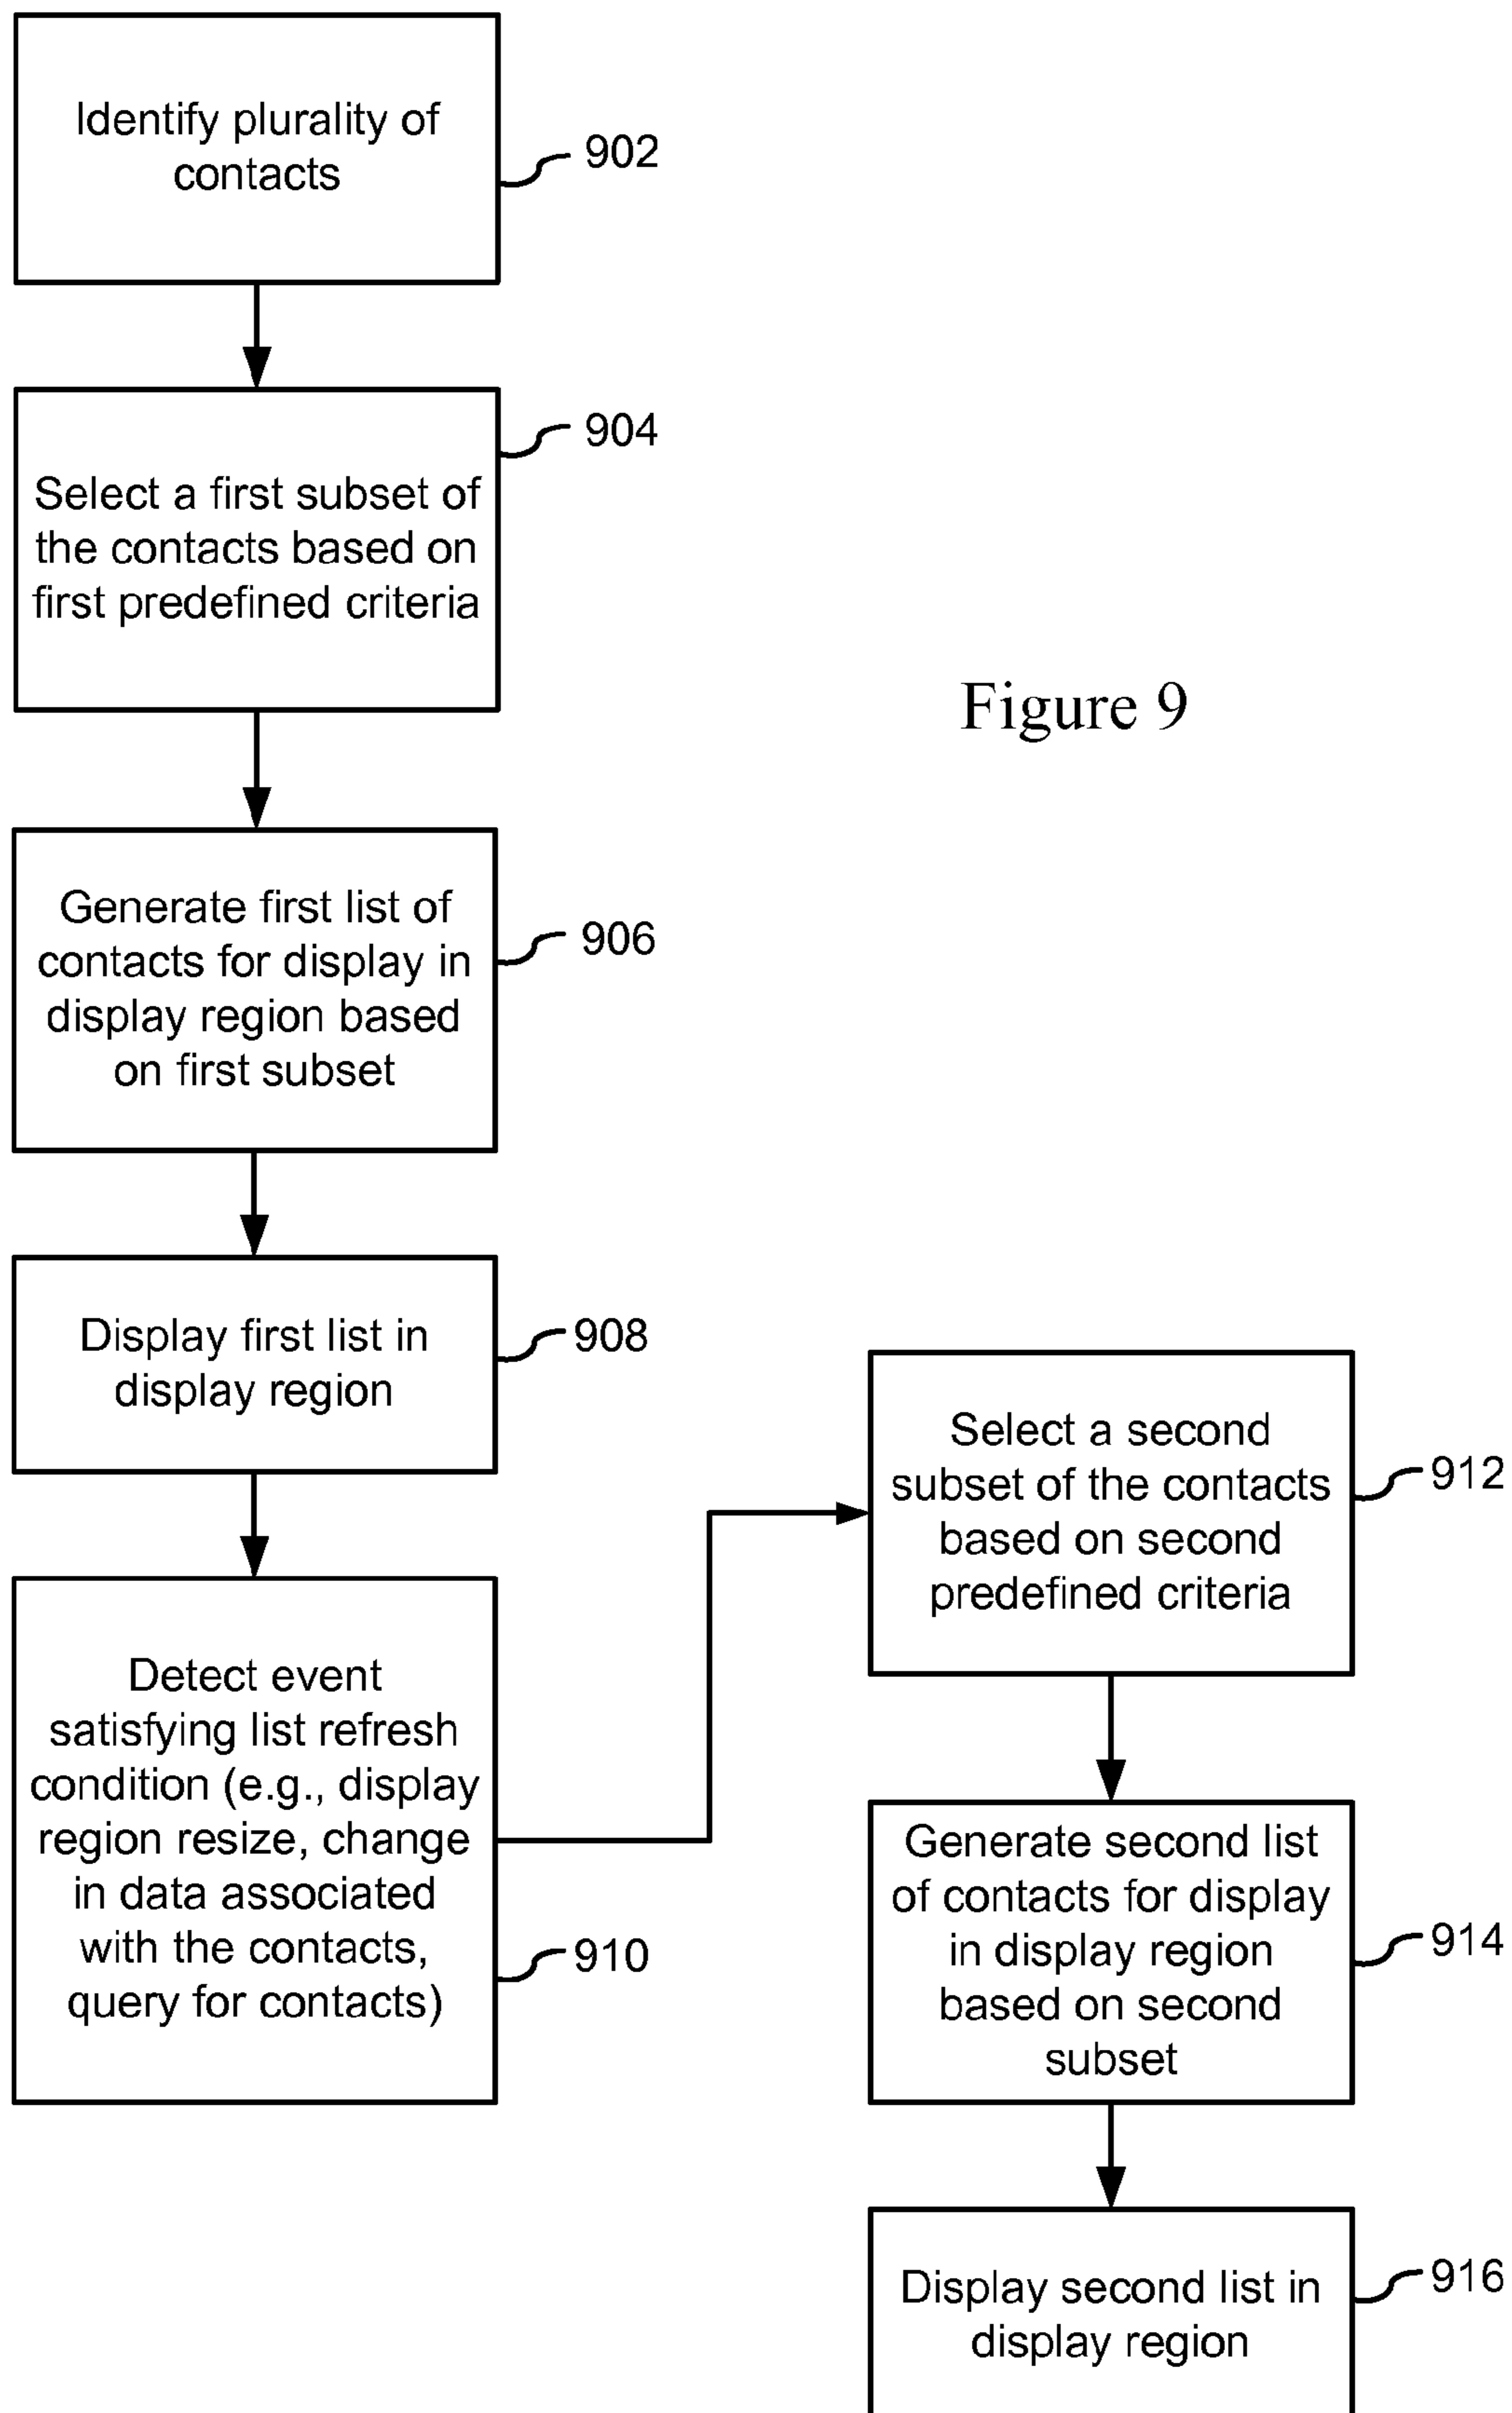 Identify plurality of
contacts
902
904
Select a first subset of
the contacts based on
first predefined criteria
Figure 9
Generate first list of
contacts for display in
display region based
on first subset
906
Display first list in
display region
908
Detect event
satisfying list refresh
condition (e.g., display
region resize, change
in data associated
with the contacts,
query for contacts)
910
Select a second
subset of the contacts
based on second
predefined criteria
912
Generate second list
of contacts for display
in display region
based on second
subset
914
Display second list in
display region
916